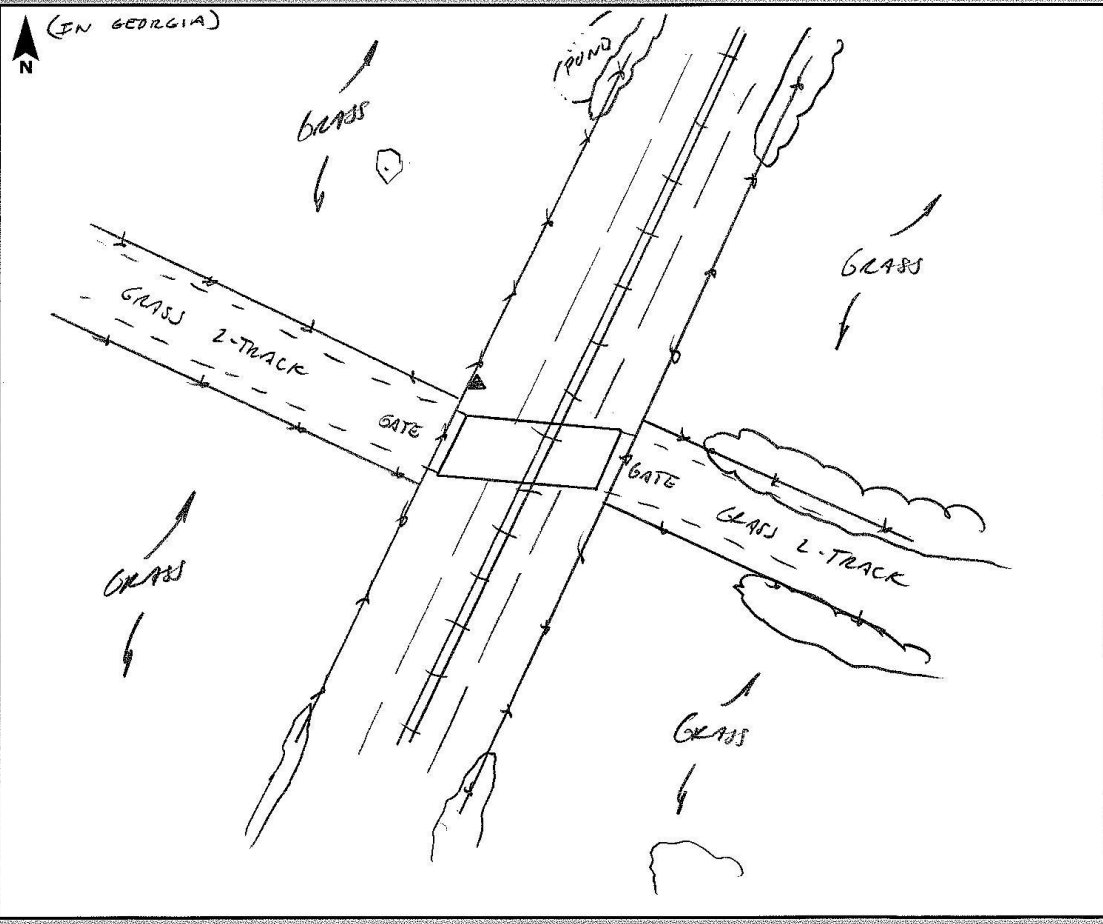 (IN GEORGIA)
N
(POND)
GRASS
GRASS
GRASS 2-TRACK
GATE
GATE
GRASS 2-TRACK
GRASS
GRASS